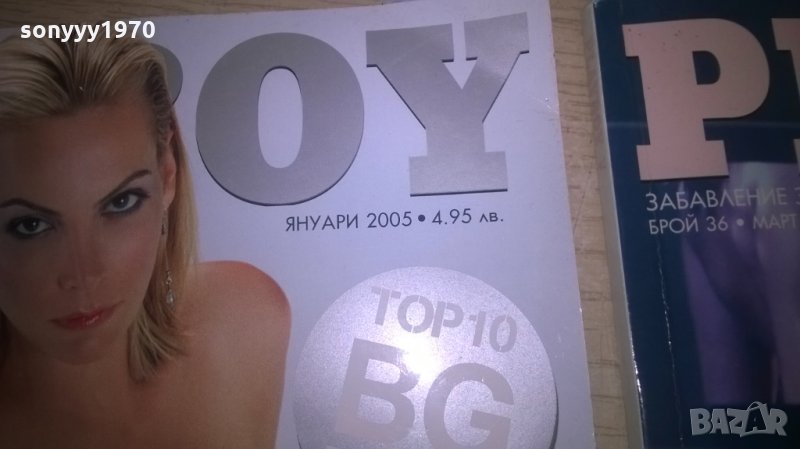 sonyyy1970
BOY
ЯНУАРИ 2005 • 4.95 лв.
TOP 10
BG
P
ЗАБАВЛЕНИЕ З
БРОЙ 36 • МАРТ
BAZAR